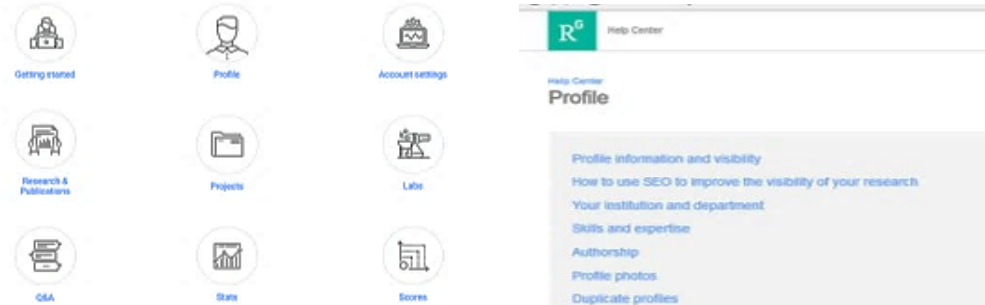 Getting started
Profile
Account settings
Research &
Publications
Projects
Labs
Q&A
Stats
Scores
RG
Help Center
Help Center
Profile
Profile information and visibility
How to use SEO to improve the visibility of your research
Your institution and department
Skills and expertise
Authorship
Profile photos
Duplicate profiles